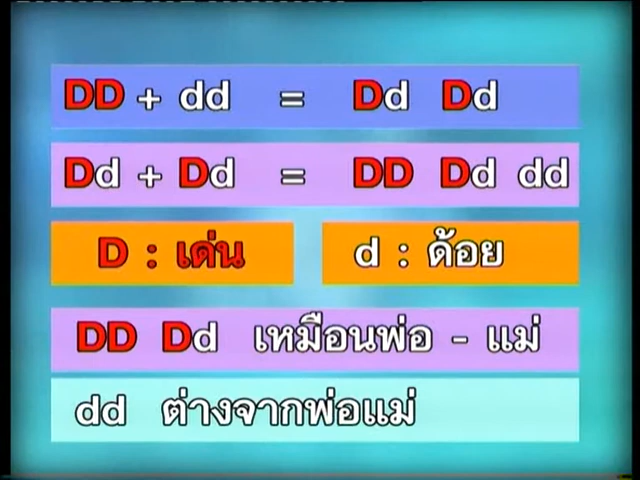 DD + dd = Dd Dd
Dd + Dd = DD Dd dd
D : เด่น d : ด้อย
DD Dd เหมือนพ่อ - แม่
dd ต่างจากพ่อแม่